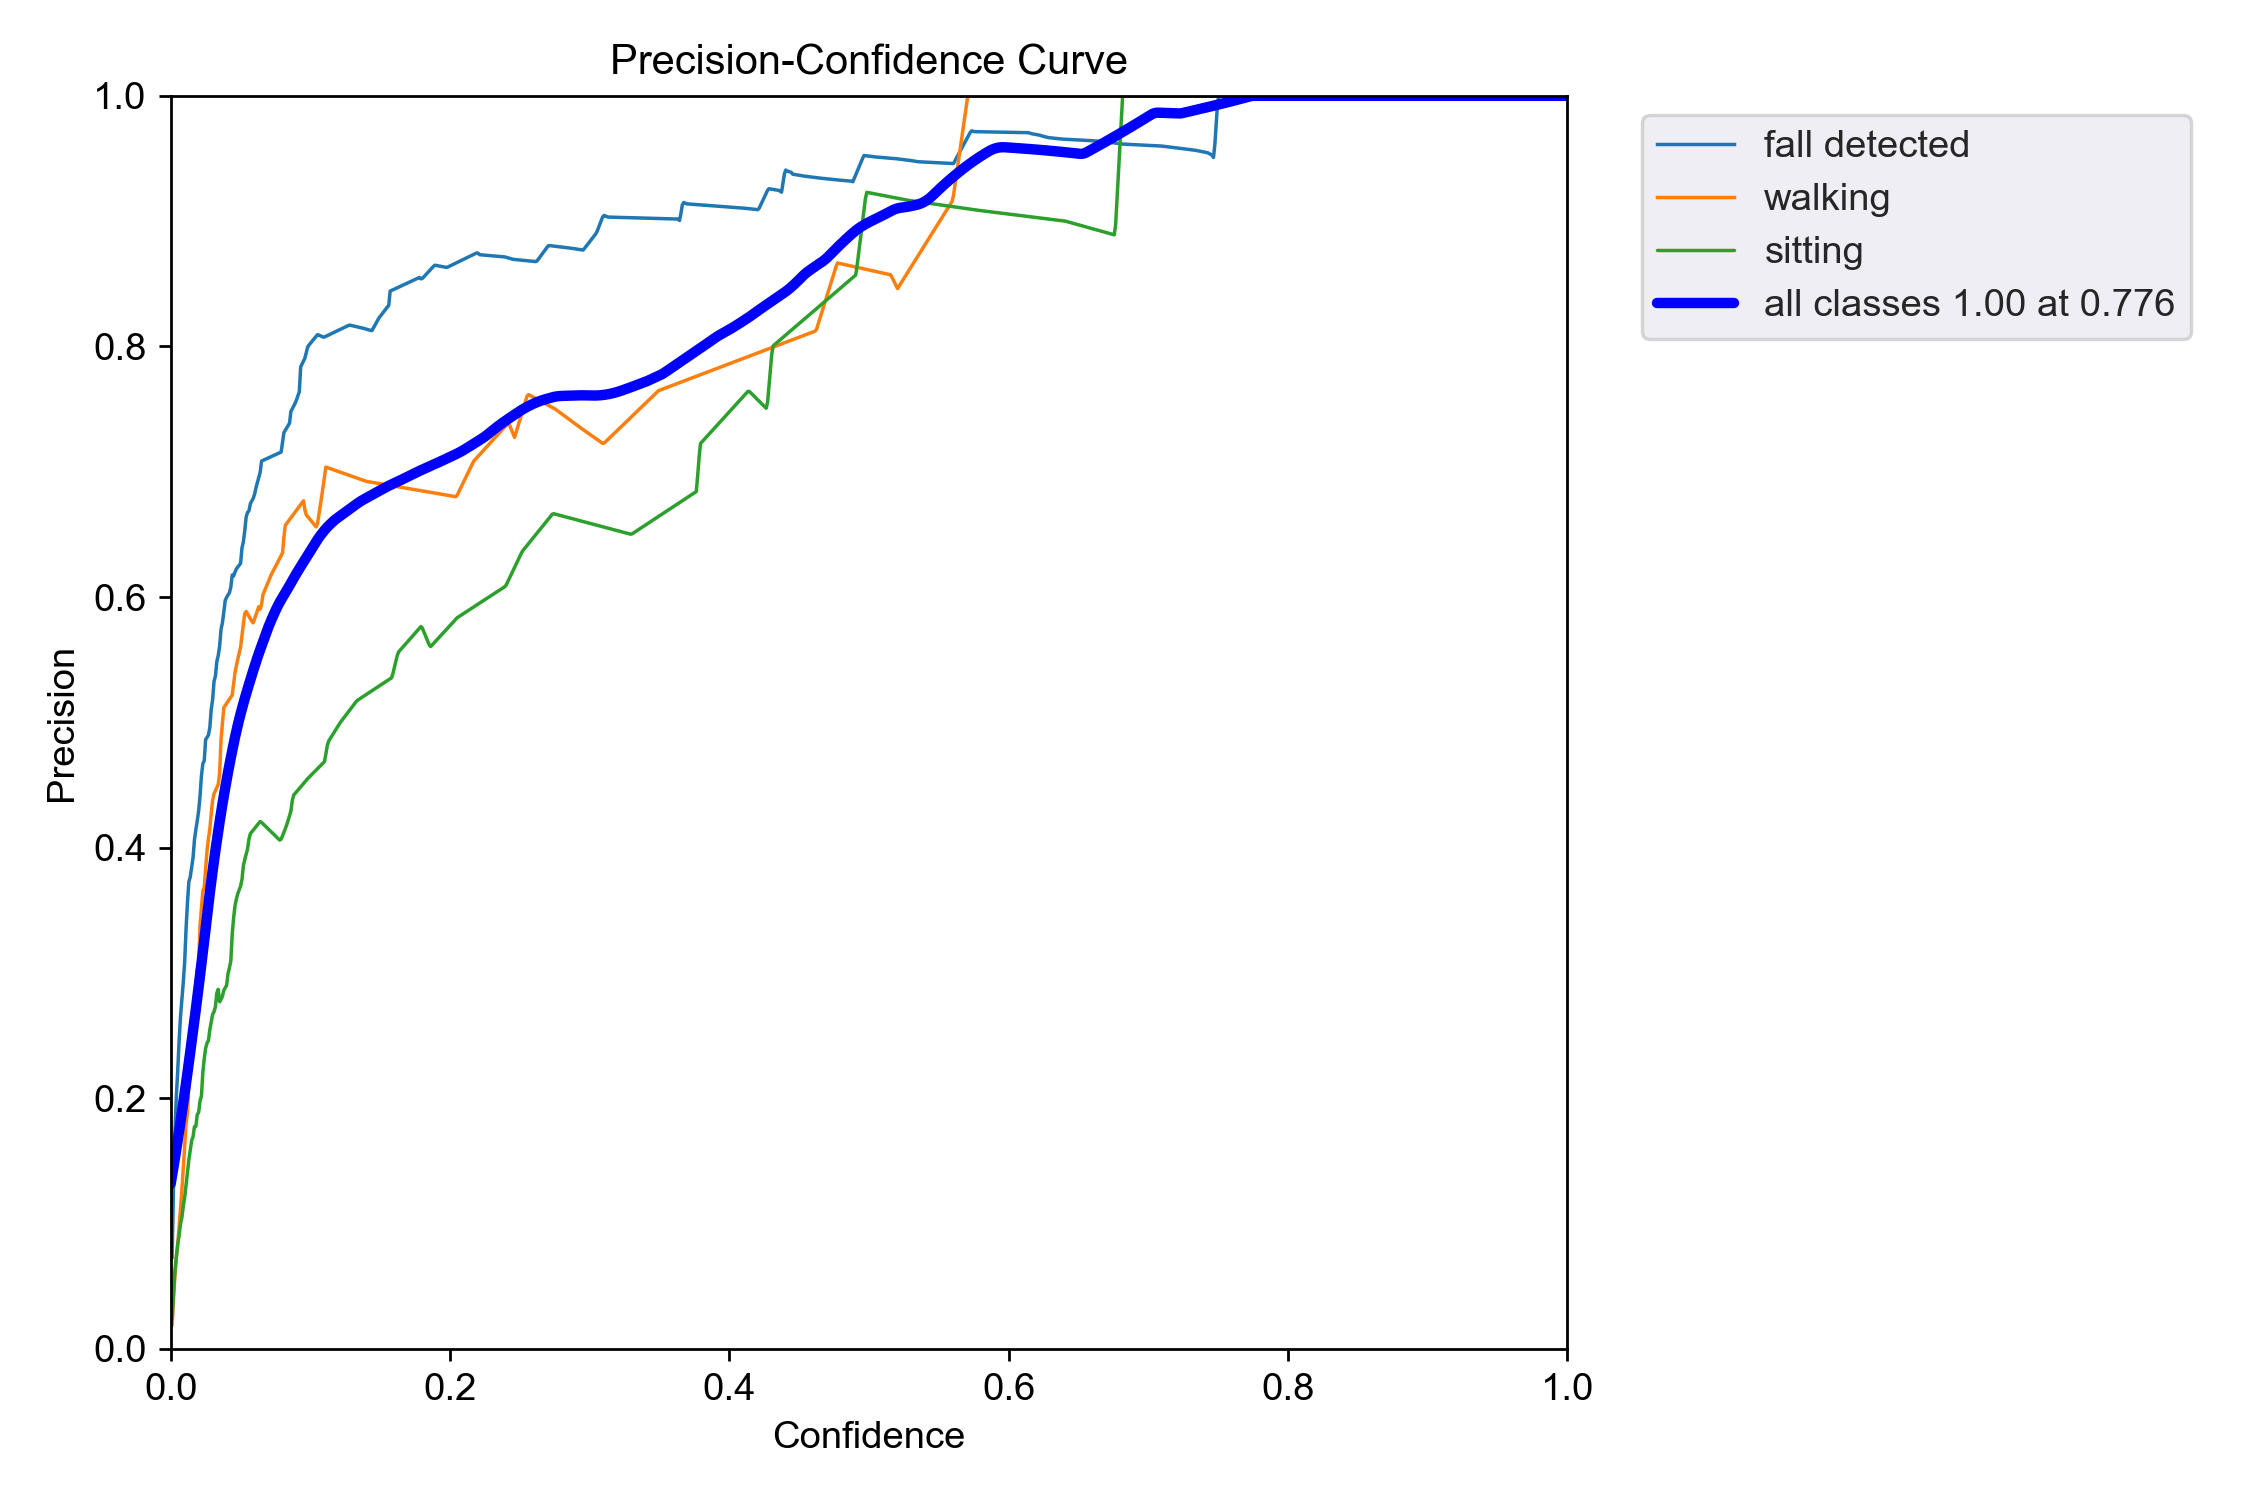 Precision-Confidence Curve
1.0
0.8
0.6
0.4
0.2
0.0
Precision
0.0 0.2 0.4 0.6 0.8 1.0
Confidence
fall detected
walking
sitting
all classes 1.00 at 0.776